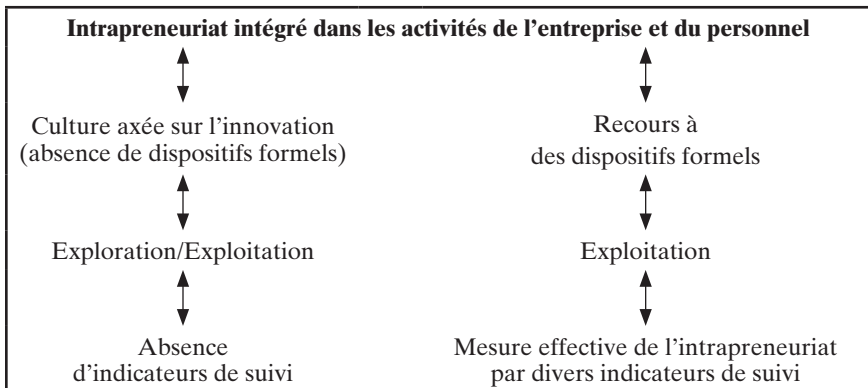 Intrapreneuriat intégré dans les activités de l’entreprise et du personnel
Culture axée sur l’innovation
(absence de dispositifs formels)
Recours à
des dispositifs formels
Exploration/Exploitation
Exploitation
Absence
d’indicateurs de suivi
Mesure effective de l’intrapreneuriat
par divers indicateurs de suivi